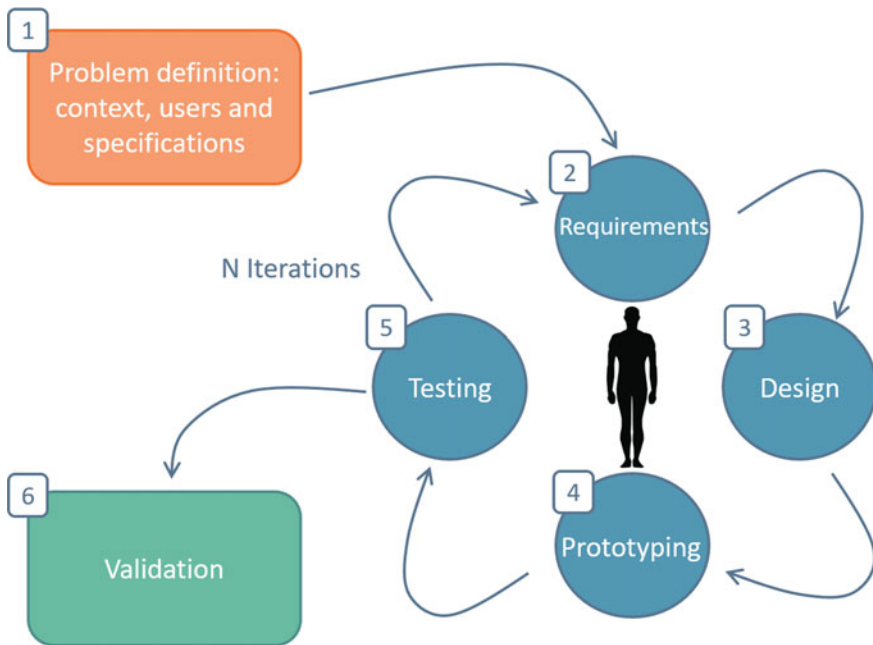 1
Problem definition:
context, users and
specifications
2
Requirements
N Iterations
5
Testing
3
Design
6
Validation
4
Prototyping